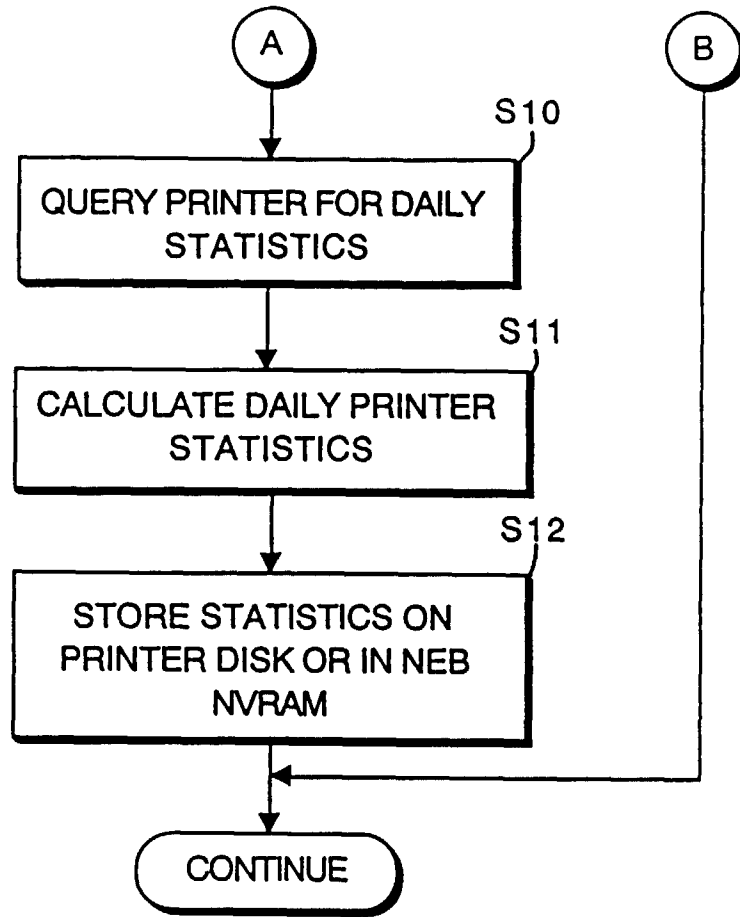 A
B
S10
QUERY PRINTER FOR DAILY
STATISTICS
S11
CALCULATE DAILY PRINTER
STATISTICS
S12
STORE STATISTICS ON
PRINTER DISK OR IN NEB
NVRAM
CONTINUE